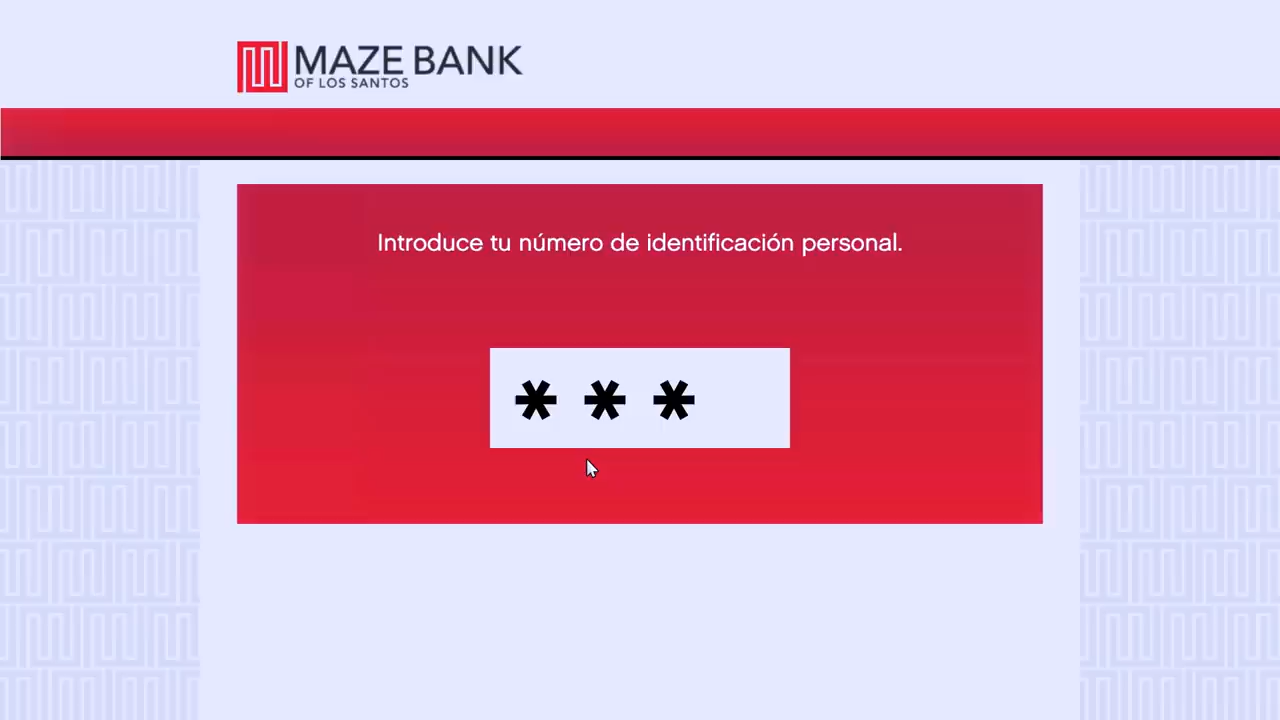 MAZE BANK
OF LOS SANTOS
Introduce tu número de identificación personal.
* * *